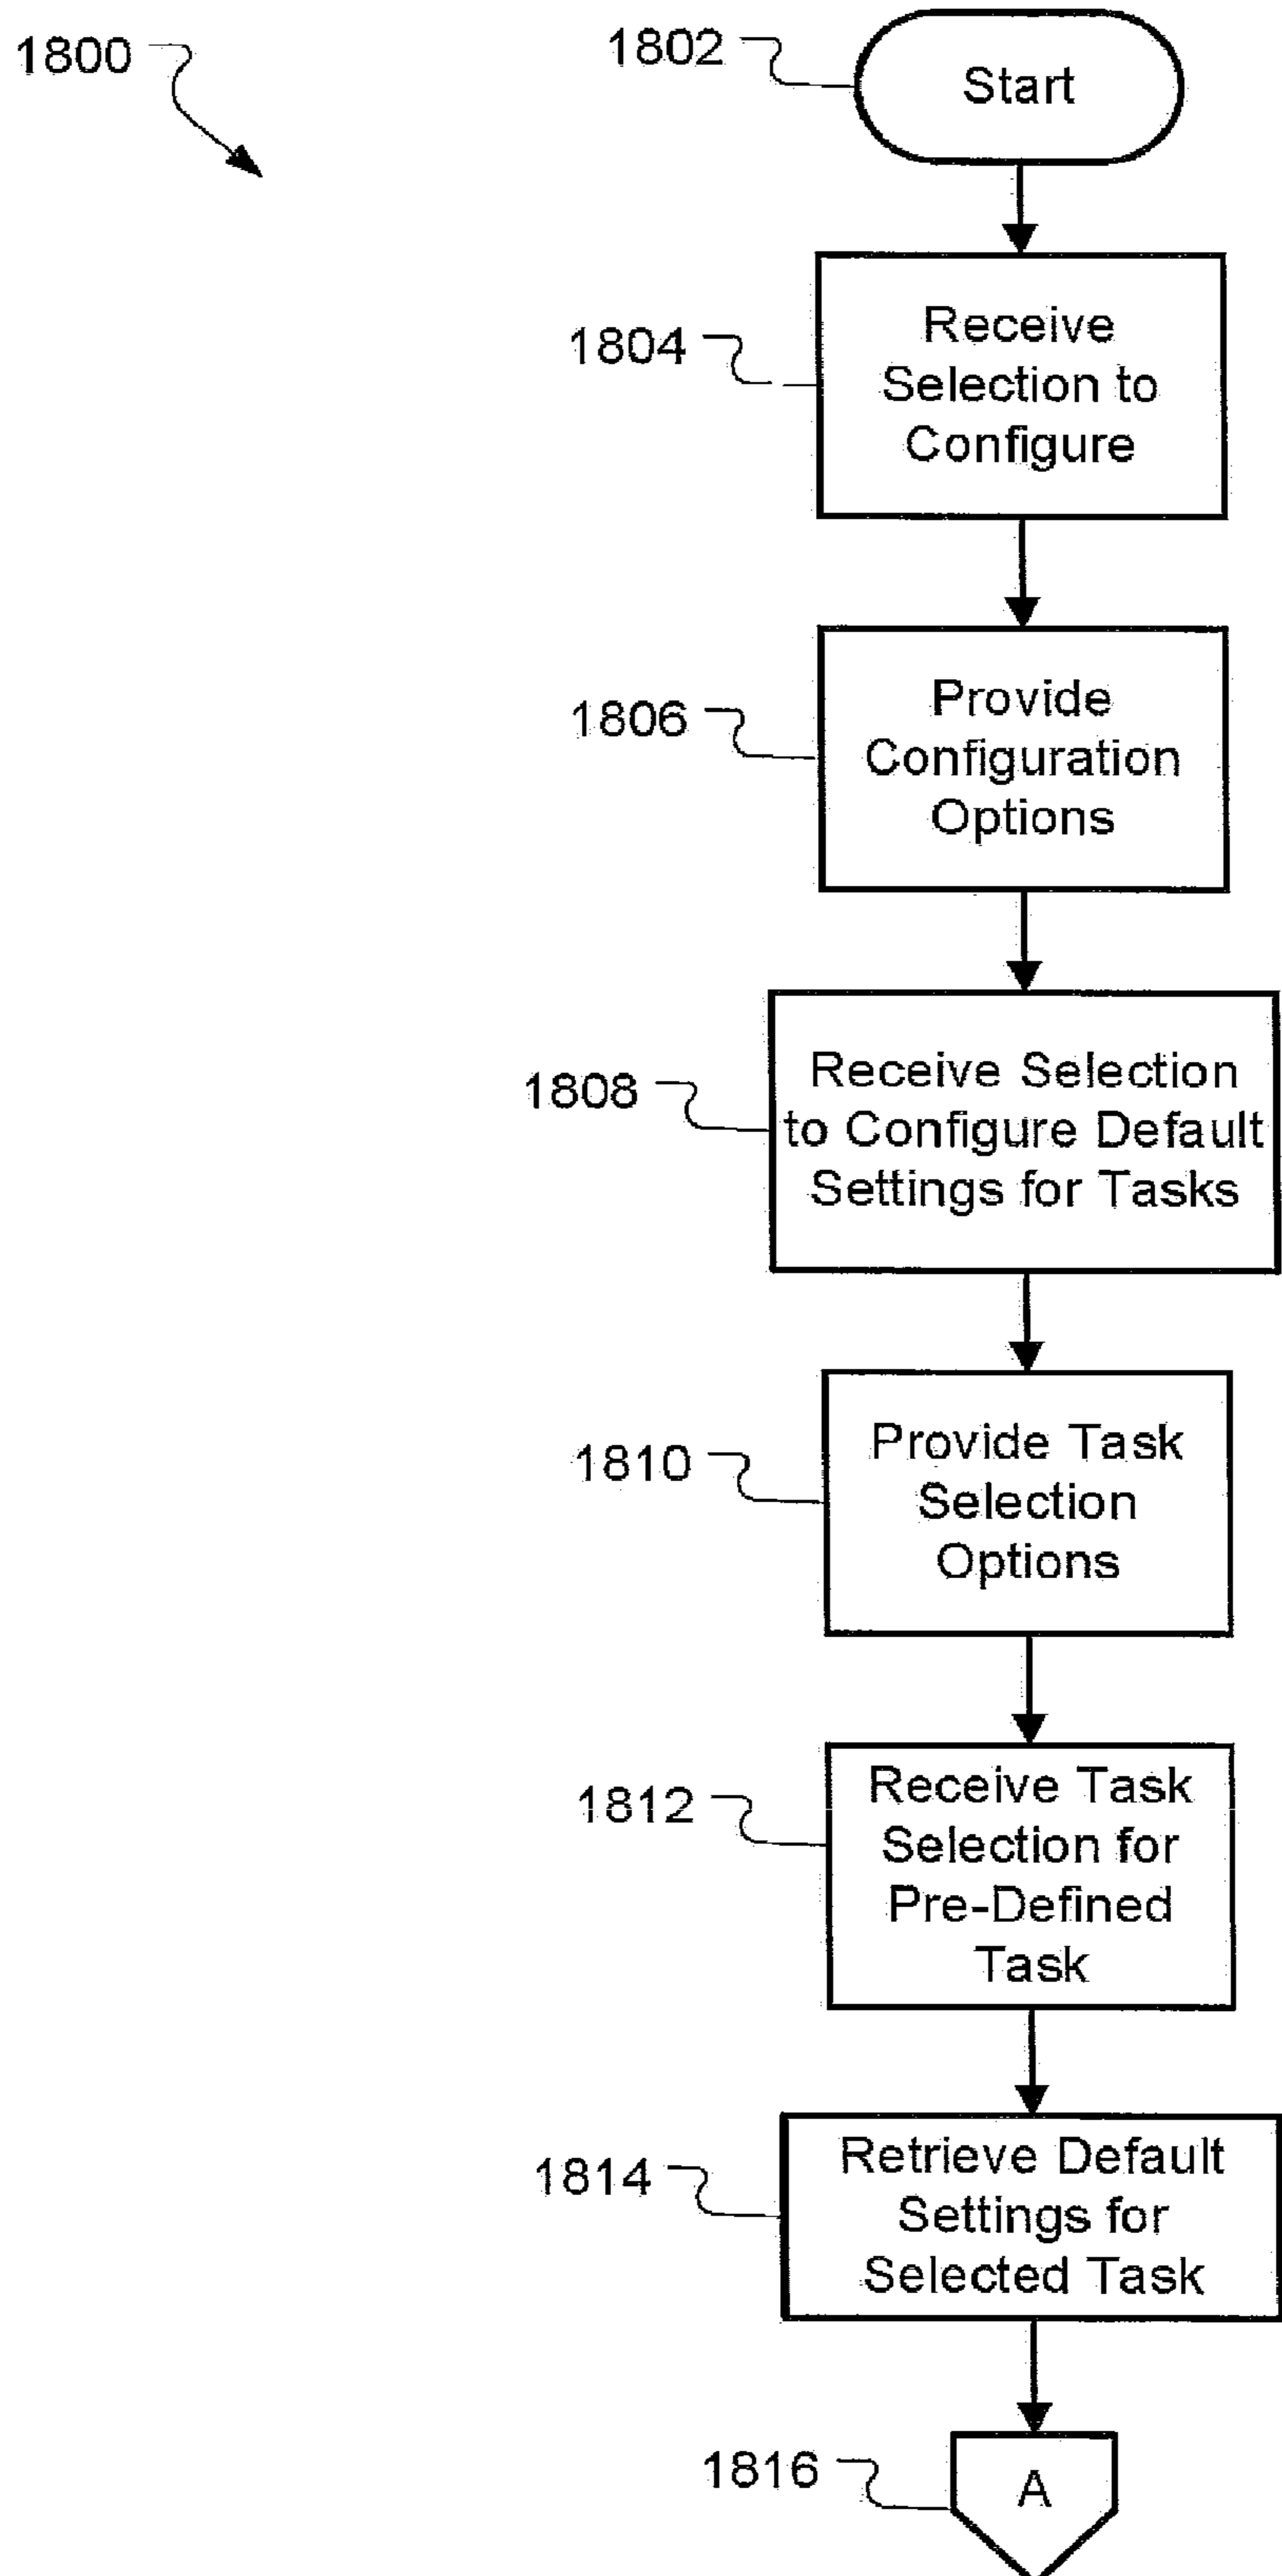 1800
1802
Start
1804
Receive
Selection to
Configure
1806
Provide
Configuration
Options
1808
Receive Selection
to Configure Default
Settings for Tasks
1810
Provide Task
Selection
Options
1812
Receive Task
Selection for
Pre-Defined
Task
1814
Retrieve Default
Settings for
Selected Task
1816
A